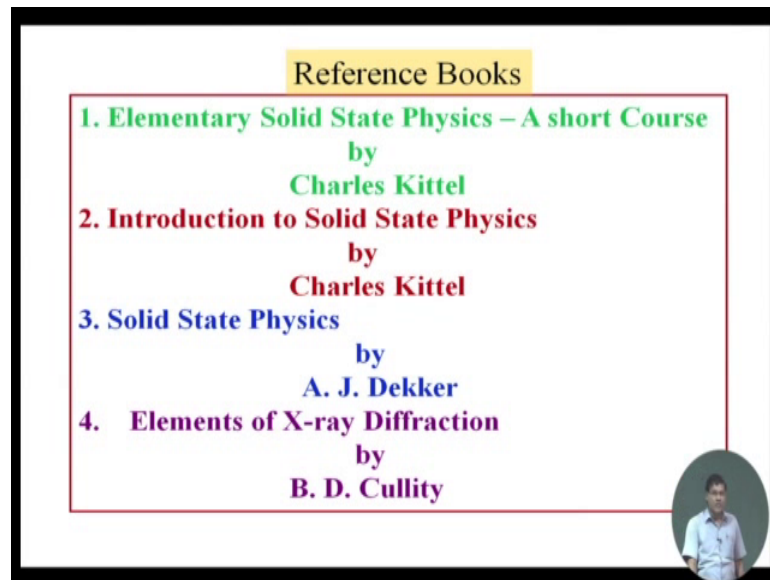 Reference Books
1. Elementary Solid State Physics – A short Course
by
Charles Kittel
2. Introduction to Solid State Physics
by
Charles Kittel
3. Solid State Physics
by
A. J. Dekker
4. Elements of X-ray Diffraction
by
B. D. Cullity